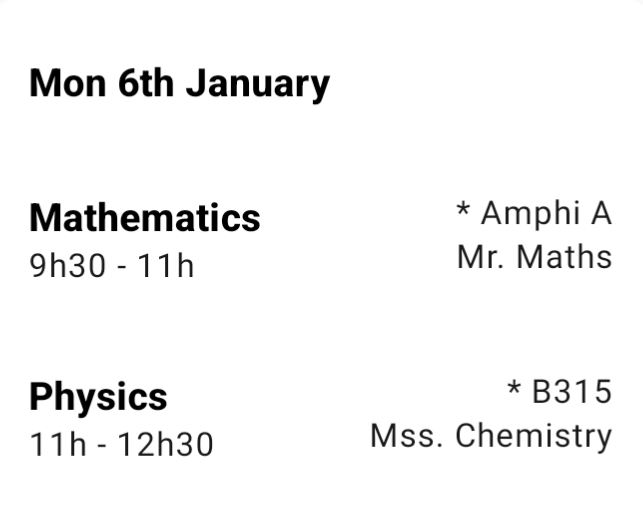 Mon 6th January
Mathematics
* Amphi A
9h30 - 11h
Mr. Maths
Physics
* B315
11h - 12h30
Mss. Chemistry